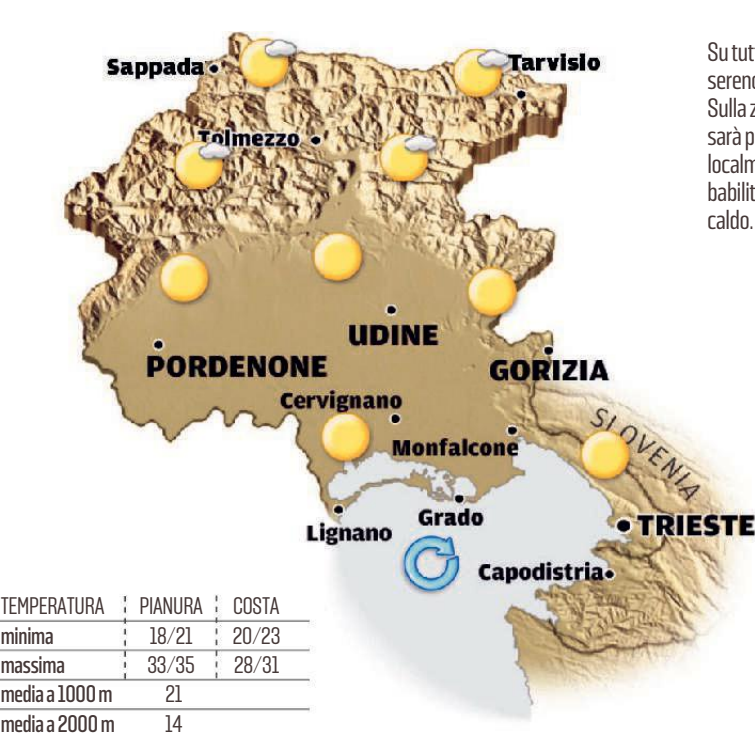 Sappada
Tarvisio
Tolmezzo
UDINE
PORDENONE
GORIZIA
Cervignano
Monfalcone
SLOVENIA
Lignano
Grado
TRIESTE
Capodistria
Su tut
Sulla z
sarà p
localm
babilit
caldo.
TEMPERATURA PIANURA COSTA
minima 18/21 20/23
massima 33/35 28/31
media a 1000 m 21
media a 2000 m 14